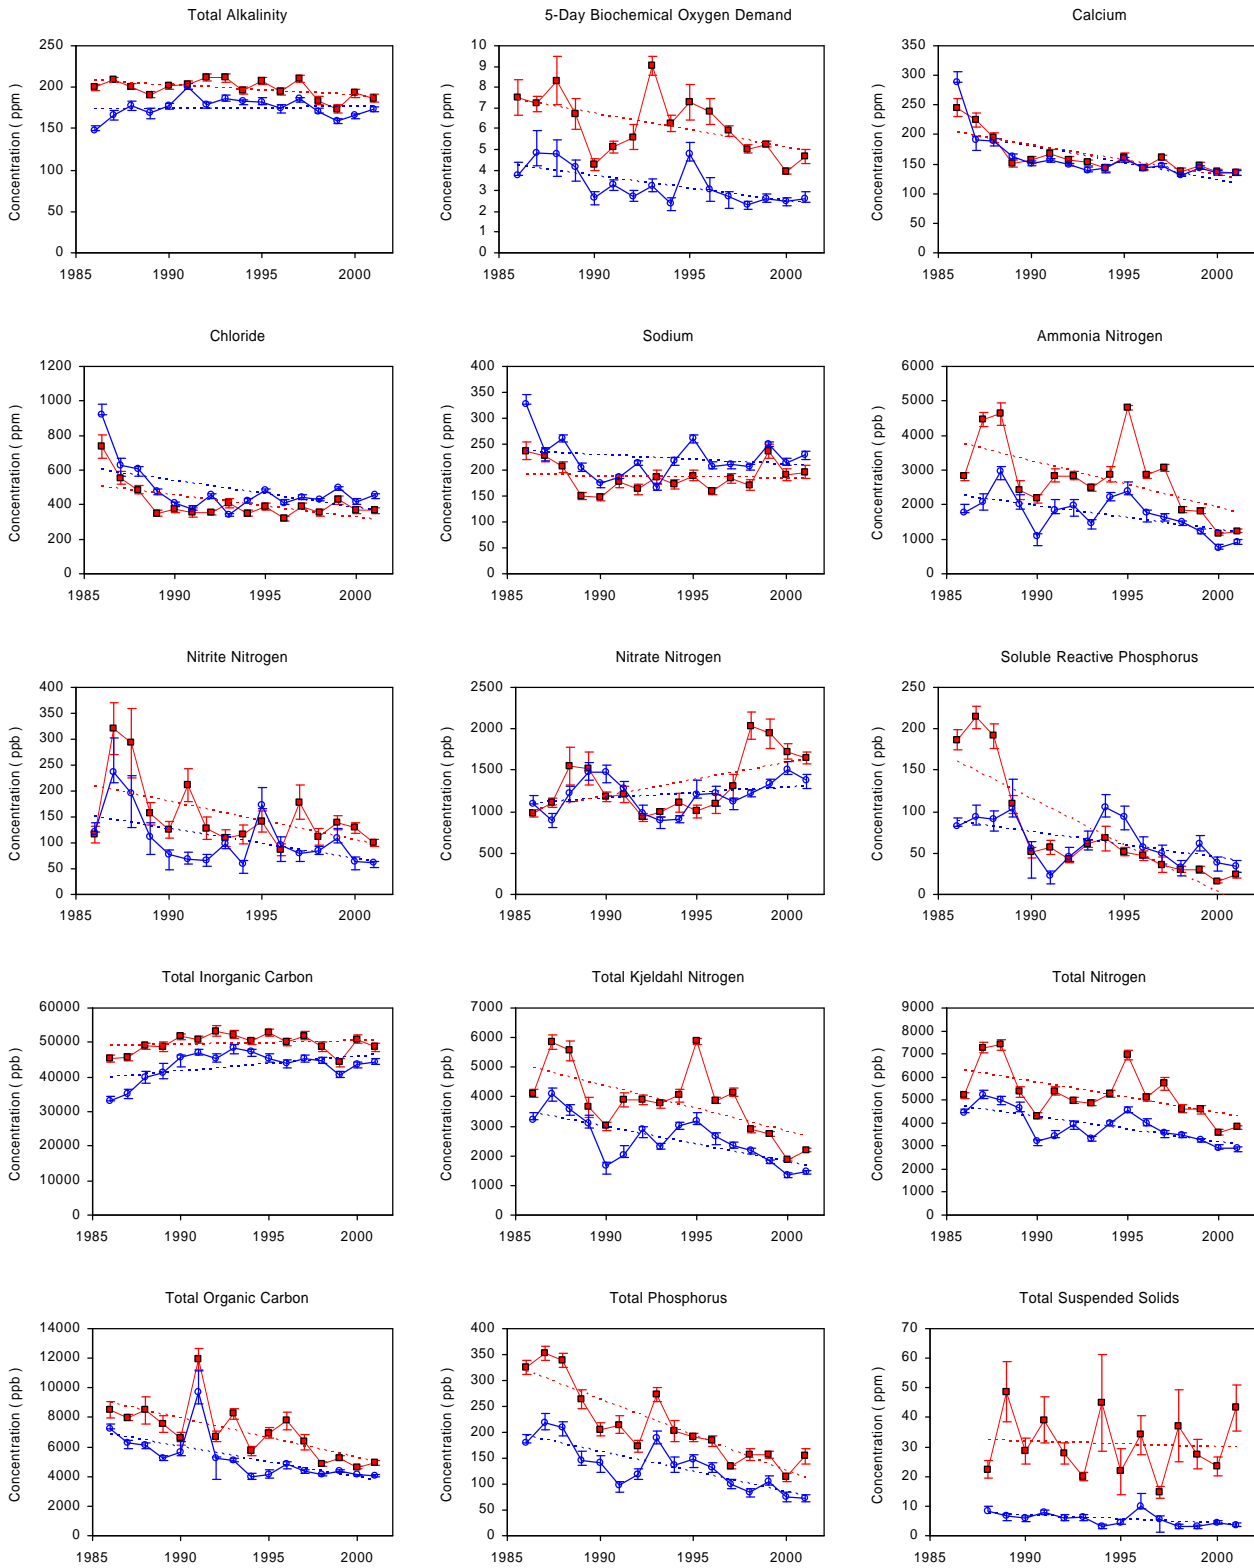 Total Alkalinity
Concentration ( ppm )
250
200
150
100
50
0
1985 1990 1995 2000
5-Day Biochemical Oxygen Demand
Concentration ( ppm )
10
9
8
7
6
5
4
3
2
1
0
1985 1990 1995 2000
Calcium
Concentration ( ppm )
350
300
250
200
150
100
50
0
1985 1990 1995 2000
Chloride
Concentration ( ppm )
1200
1000
800
600
400
200
0
1985 1990 1995 2000
Sodium
Concentration ( ppm )
400
350
300
250
200
150
100
50
0
1985 1990 1995 2000
Ammonia Nitrogen
Concentration ( ppb )
6000
5000
4000
3000
2000
1000
0
1985 1990 1995 2000
Nitrite Nitrogen
Concentration ( ppb )
400
350
300
250
200
150
100
50
0
1985 1990 1995 2000
Nitrate Nitrogen
Concentration ( ppb )
2500
2000
1500
1000
500
0
1985 1990 1995 2000
Soluble Reactive Phosphorus
Concentration ( ppb )
250
200
150
100
50
0
1985 1990 1995 2000
Total Inorganic Carbon
Concentration ( ppb )
60000
50000
40000
30000
20000
10000
0
1985 1990 1995 2000
Total Kjeldahl Nitrogen
Concentration ( ppb )
7000
6000
5000
4000
3000
2000
1000
0
1985 1990 1995 2000
Total Nitrogen
Concentration ( ppb )
9000
8000
7000
6000
5000
4000
3000
2000
1000
0
1985 1990 1995 2000
Total Organic Carbon
Concentration ( ppb )
14000
12000
10000
8000
6000
4000
2000
0
1985 1990 1995 2000
Total Phosphorus
Concentration ( ppb )
400
350
300
250
200
150
100
50
0
1985 1990 1995 2000
Total Suspended Solids
Concentration ( ppm )
70
60
50
40
30
20
10
0
1985 1990 1995 2000